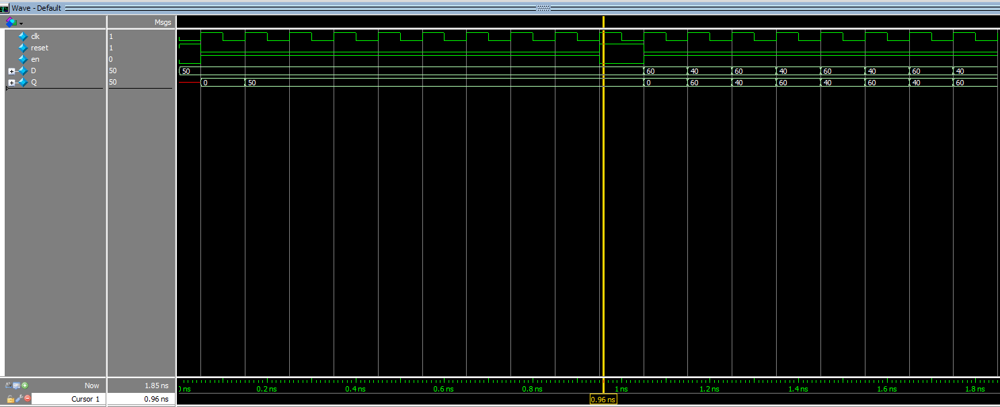 Wave - Default
Msgs
clk 1
reset 1
en 0
D 50 50 60 40 60 40 60 40 60 40
Q 50 0 50 0 60 40 60 40 60 40 60
Now 1.85 ns 0 ns 0.2 ns 0.4 ns 0.6 ns 0.8 ns 1 ns 1.2 ns 1.4 ns 1.6 ns 1.8 ns
Cursor 1 0.96 ns 0.96 ns